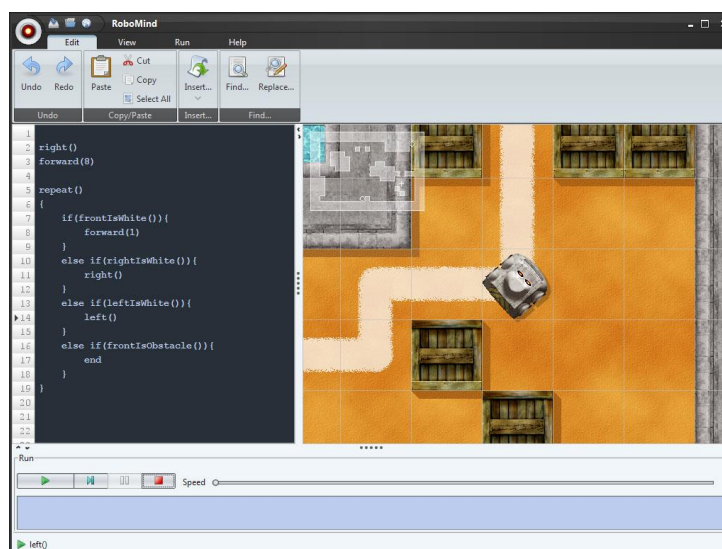 RoboMind
Edit View Run Help
Undo Redo Paste Cut Copy Select All Insert... Find... Replace...
Undo Copy/Paste Insert... Find...
1
2 right()
3 forward(8)
4
5 repeat()
6 {
7 if(frontIsWhite()){
8 forward(1)
9 }
10 else if(rightIsWhite()){
11 right()
12 }
13 else if(leftIsWhite()){
14 left()
15 }
16 else if(frontIsObstacle()){
17 end
18 }
19 }
20
21
22
Run
Speed
left()